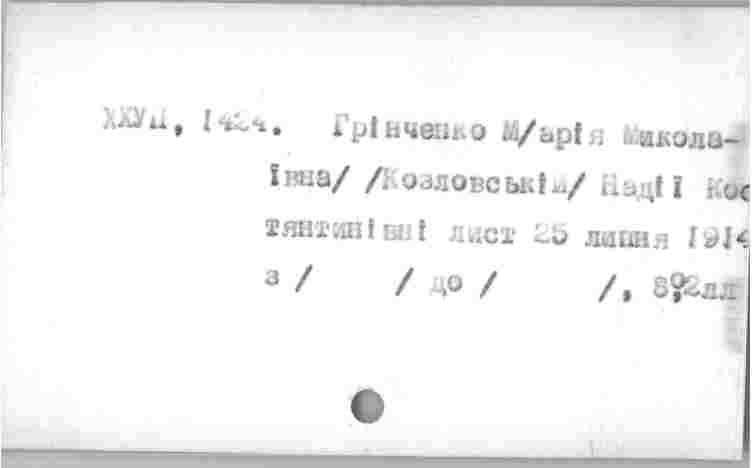 ХХУП, 1424. Грінченко М/арія Микола-
ївна/ /Козловській/ Надії Кос
тянтинівні лист 25 липня 1914
з / / до / /, 8°,2лл